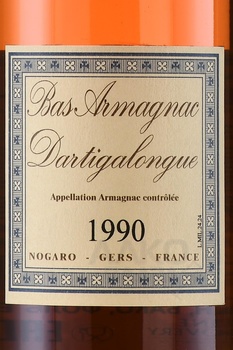 Bas Armagnac
Dartigalongue
Appellation Armagnac contrôlée
1990
NOGARO - GERS - FRANCE